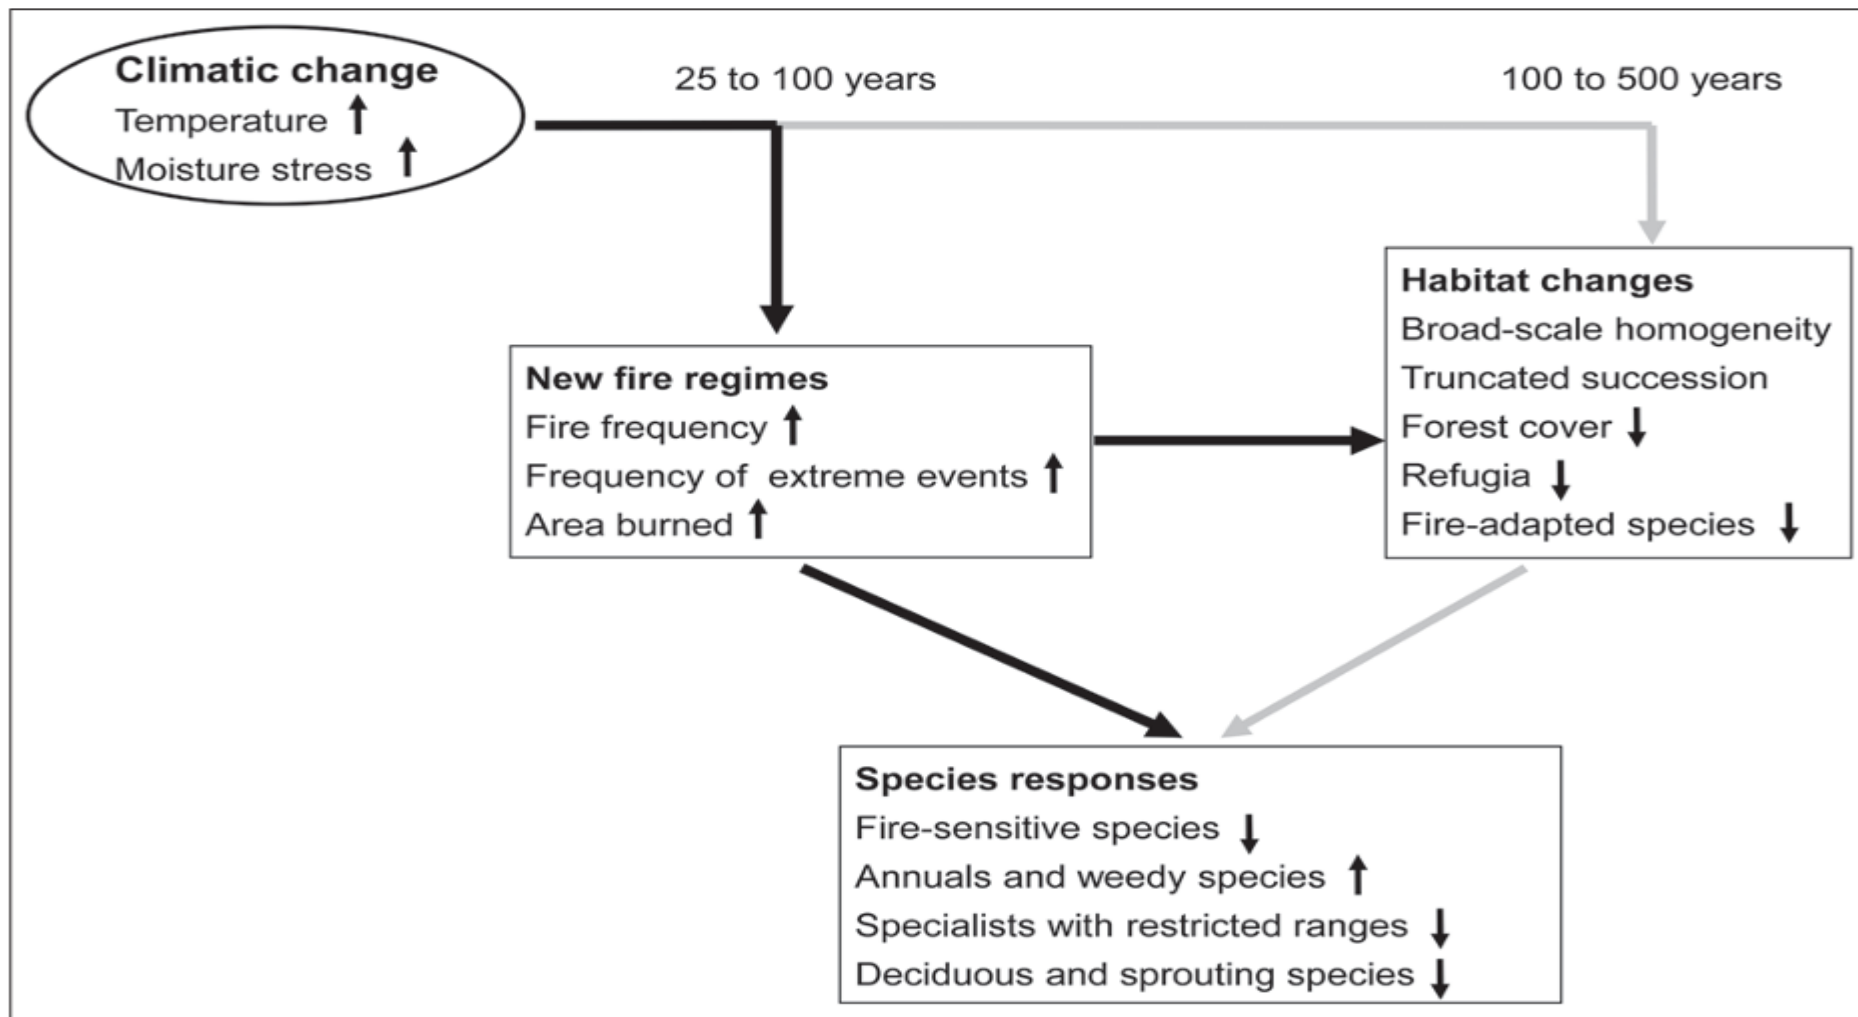 Climatic change
Temperature ↑
Moisture stress ↑
25 to 100 years
100 to 500 years
New fire regimes
Fire frequency ↑
Frequency of extreme events ↑
Area burned ↑
Habitat changes
Broad-scale homogeneity
Truncated succession
Forest cover ↓
Refugia ↓
Fire-adapted species ↓
Species responses
Fire-sensitive species ↓
Annuals and weedy species ↑
Specialists with restricted ranges ↓
Deciduous and sprouting species ↓